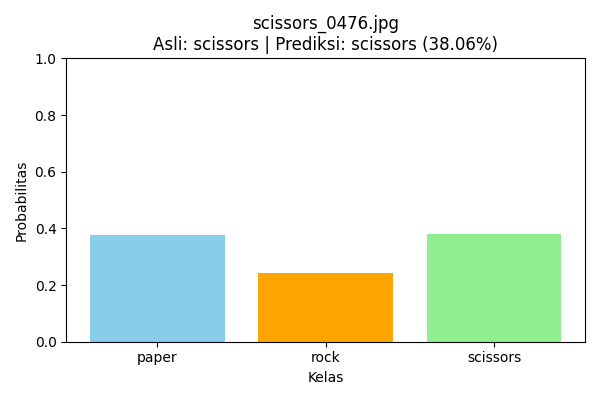 scissors_0476.jpg
Asli: scissors | Prediksi: scissors (38.06%)
1.0
0.8
0.6
0.4
0.2
0.0
Probabilitas
paper rock scissors
Kelas